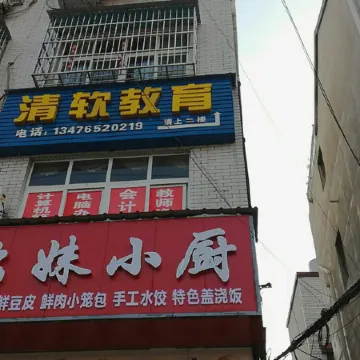 清软教育
电话：13476520219 请上二楼
计算机 电脑办 会计 教师资
妹小厨
鲜豆皮 鲜肉小笼包 手工水饺 特色盖浇饭